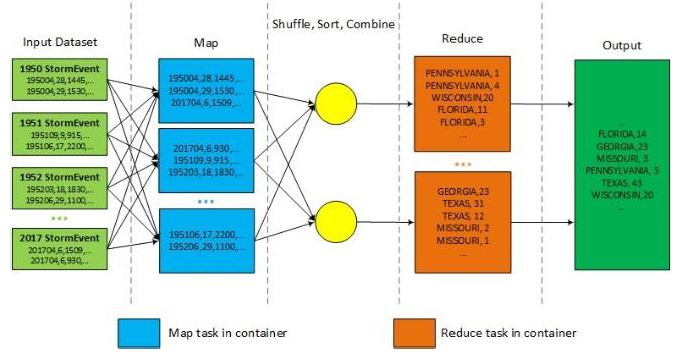 Shuffle, Sort, Combine
Input Dataset
Map
Reduce
Output
1950 StormEvent
195004,28,1445,...
195004,29,1530,...
1951 StormEvent
195109,9,915,...
195106,17,2200,...
1952 StormEvent
195203,18,1830,...
195206,29,1100,...
***
2017 StormEvent
201704,6,1509,...
201704,6,930,...
195004,28,1445,...
195004,29,1530,...
201704,6,1509,...
201704,6,930,...
195109,9,915,...
195203,18,1830,...
***
195106,17,2200,...
195206,29,1100,...
PENNSYLVANIA, 1
PENNSYLVANIA, 4
WISCONSIN,20
FLORIDA,11
FLORIDA,3
...
***
GEORGIA,23
TEXAS, 31
TEXAS, 12
MISSOURI, 2
MISSOURI, 1
...
...
FLORIDA,14
GEORGIA,23
MISSOURI, 3
PENNSYLVANIA, 5
TEXAS, 43
WISCONSIN,20
...
Map task in container
Reduce task in container